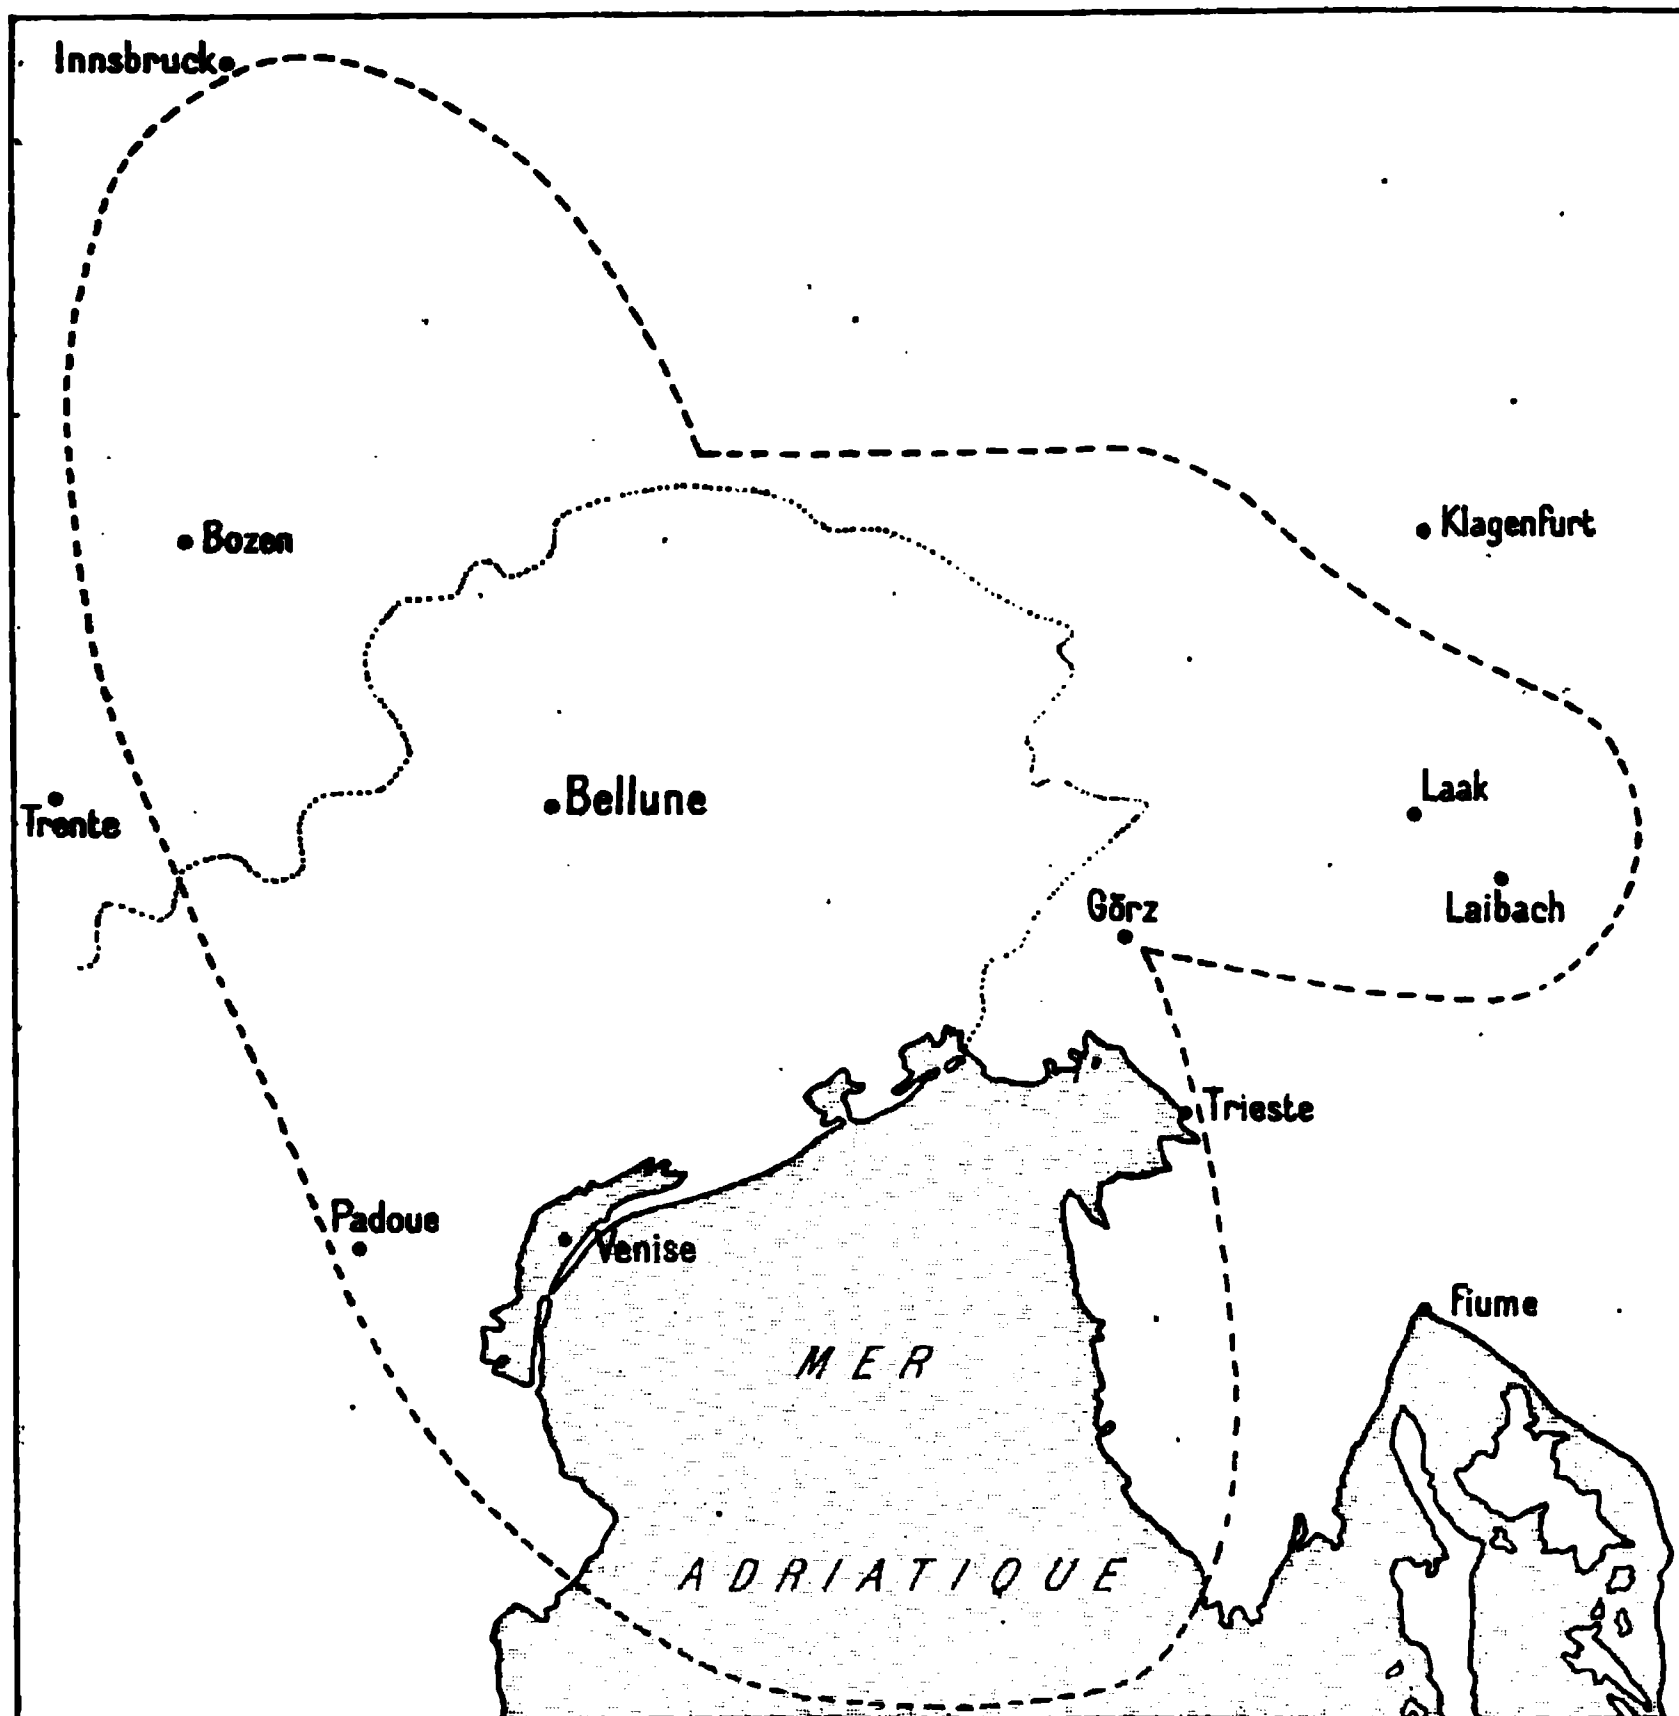 Innsbruck
Bozen
Klagenfurt
Laak
Bellune
Trente
Görz
Laibach
Trieste
Padoue
Venise
Fiume
MER
ADRIATIQUE